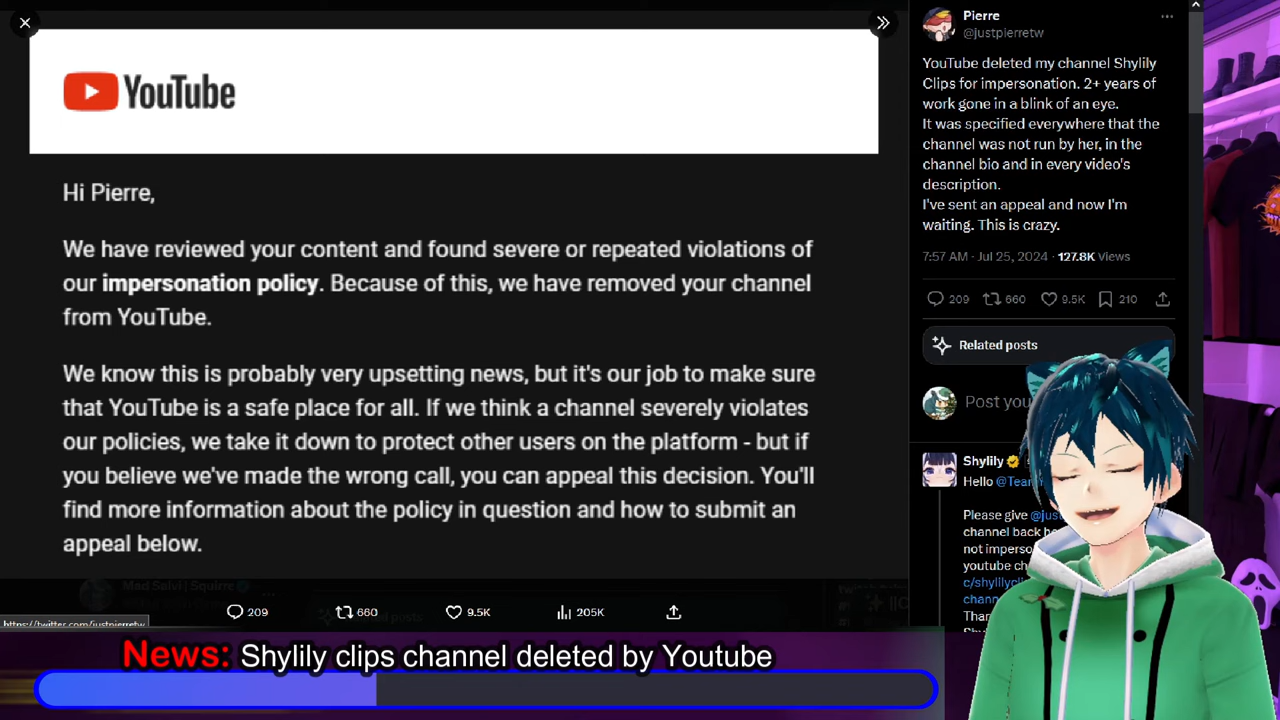 YouTube
Hi Pierre,
We have reviewed your content and found severe or repeated violations of
our impersonation policy. Because of this, we have removed your channel
from YouTube.
We know this is probably very upsetting news, but it's our job to make sure
that YouTube is a safe place for all. If we think a channel severely violates
our policies, we take it down to protect other users on the platform - but if
you believe we've made the wrong call, you can appeal this decision. You'll
find more information about the policy in question and how to submit an
appeal below.
209 660 9.5K 205K
https://twitter.com/justpierretw
Pierre
@justpierretw
YouTube deleted my channel Shylily
Clips for impersonation. 2+ years of
work gone in a blink of an eye.
It was specified everywhere that the
channel was not run by her, in the
channel bio and in every video's
description.
I've sent an appeal and now I'm
waiting. This is crazy.
7:57 AM · Jul 25, 2024 · 127.8K Views
209 660 9.5K 210
Related posts
Post you
Shylily
Hello @Team
Please give @jus
channel back he
not imperso
youtube ch
c/shylilycli
chann
Than
News: Shylily clips channel deleted by Youtube